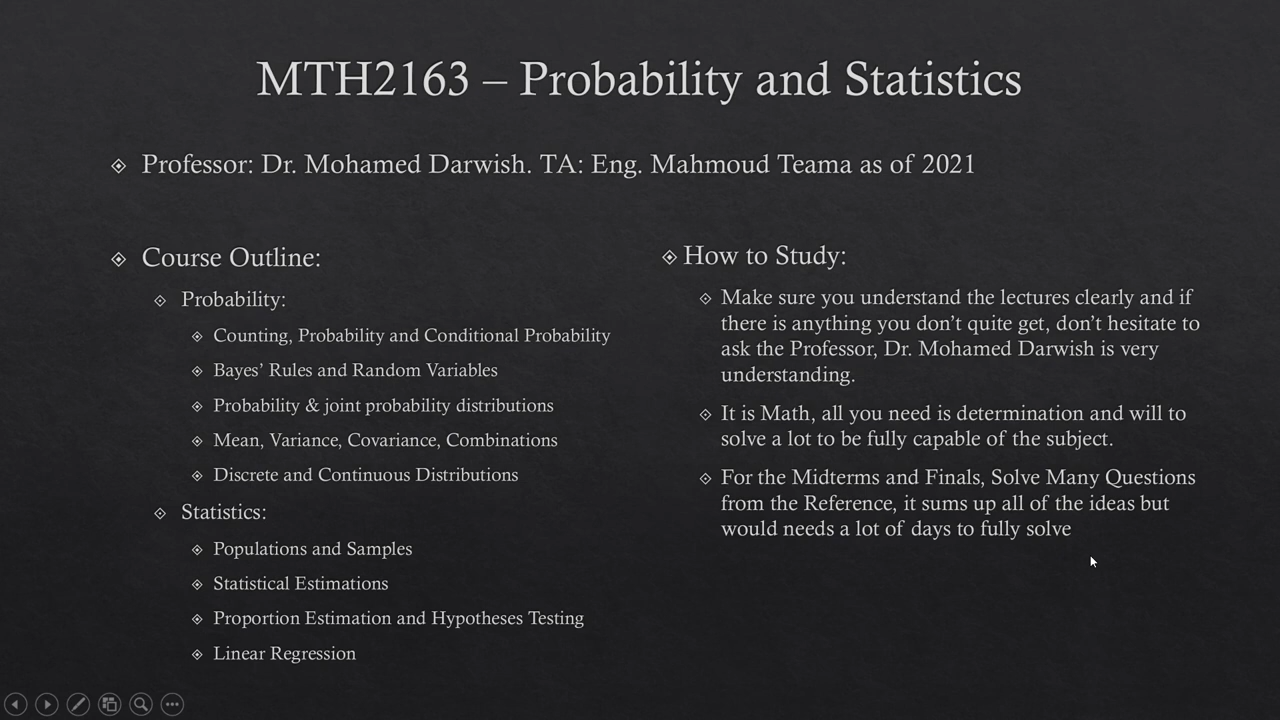 MTH2163 – Probability and Statistics
Professor: Dr. Mohamed Darwish. TA: Eng. Mahmoud Teama as of 2021
Course Outline:
Probability:
Counting, Probability and Conditional Probability
Bayes’ Rules and Random Variables
Probability & joint probability distributions
Mean, Variance, Covariance, Combinations
Discrete and Continuous Distributions
Statistics:
Populations and Samples
Statistical Estimations
Proportion Estimation and Hypotheses Testing
Linear Regression
How to Study:
Make sure you understand the lectures clearly and if
there is anything you don’t quite get, don’t hesitate to
ask the Professor, Dr. Mohamed Darwish is very
understanding.
It is Math, all you need is determination and will to
solve a lot to be fully capable of the subject.
For the Midterms and Finals, Solve Many Questions
from the Reference, it sums up all of the ideas but
would needs a lot of days to fully solve